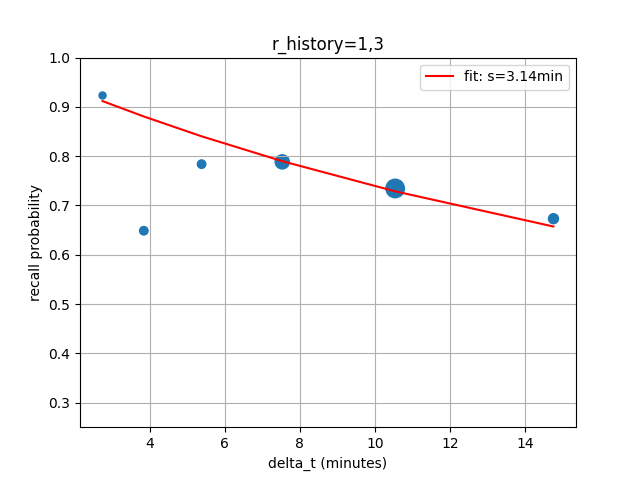 r_history=1,3
fit: s=3.14min
recall probability
1.0
0.9
0.8
0.7
0.6
0.5
0.4
0.3
4 6 8 10 12 14
delta_t (minutes)